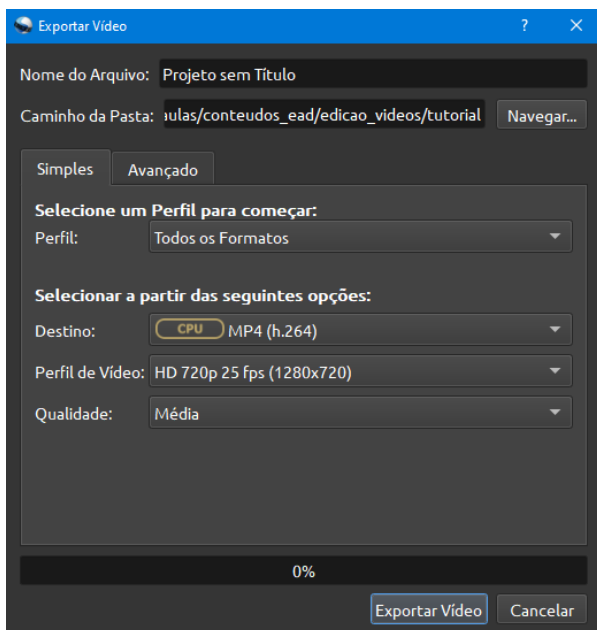 Exportar Vídeo ? ×
Nome do Arquivo: Projeto sem Título
Caminho da Pasta: aulas/conteudos_ead/edicao_videos/tutorial Navegar...
Simples Avançado
Selecione um Perfil para começar:
Perfil: Todos os Formatos
Selecionar a partir das seguintes opções:
Destino: CPU MP4 (h.264)
Perfil de Vídeo: HD 720p 25 fps (1280x720)
Qualidade: Média
0%
Exportar Vídeo Cancelar